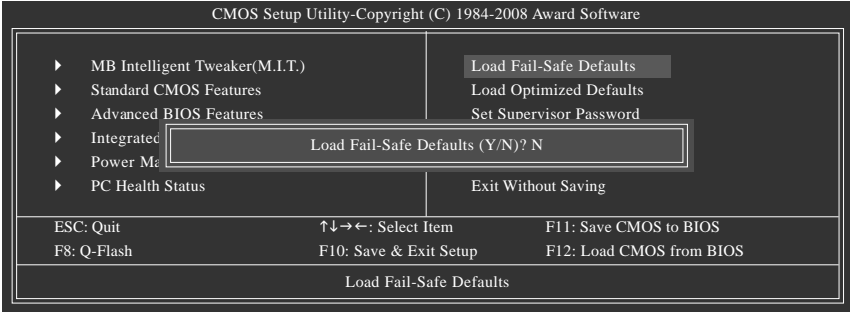 CMOS Setup Utility-Copyright (C) 1984-2008 Award Software
MB Intelligent Tweaker(M.I.T.)
Standard CMOS Features
Advanced BIOS Features
Integrated
Power Ma
PC Health Status
Load Fail-Safe Defaults
Load Optimized Defaults
Set Supervisor Password
Exit Without Saving
Load Fail-Safe Defaults (Y/N)? N
ESC: Quit ↑↓→←: Select Item F11: Save CMOS to BIOS
F8: Q-Flash F10: Save & Exit Setup F12: Load CMOS from BIOS
Load Fail-Safe Defaults